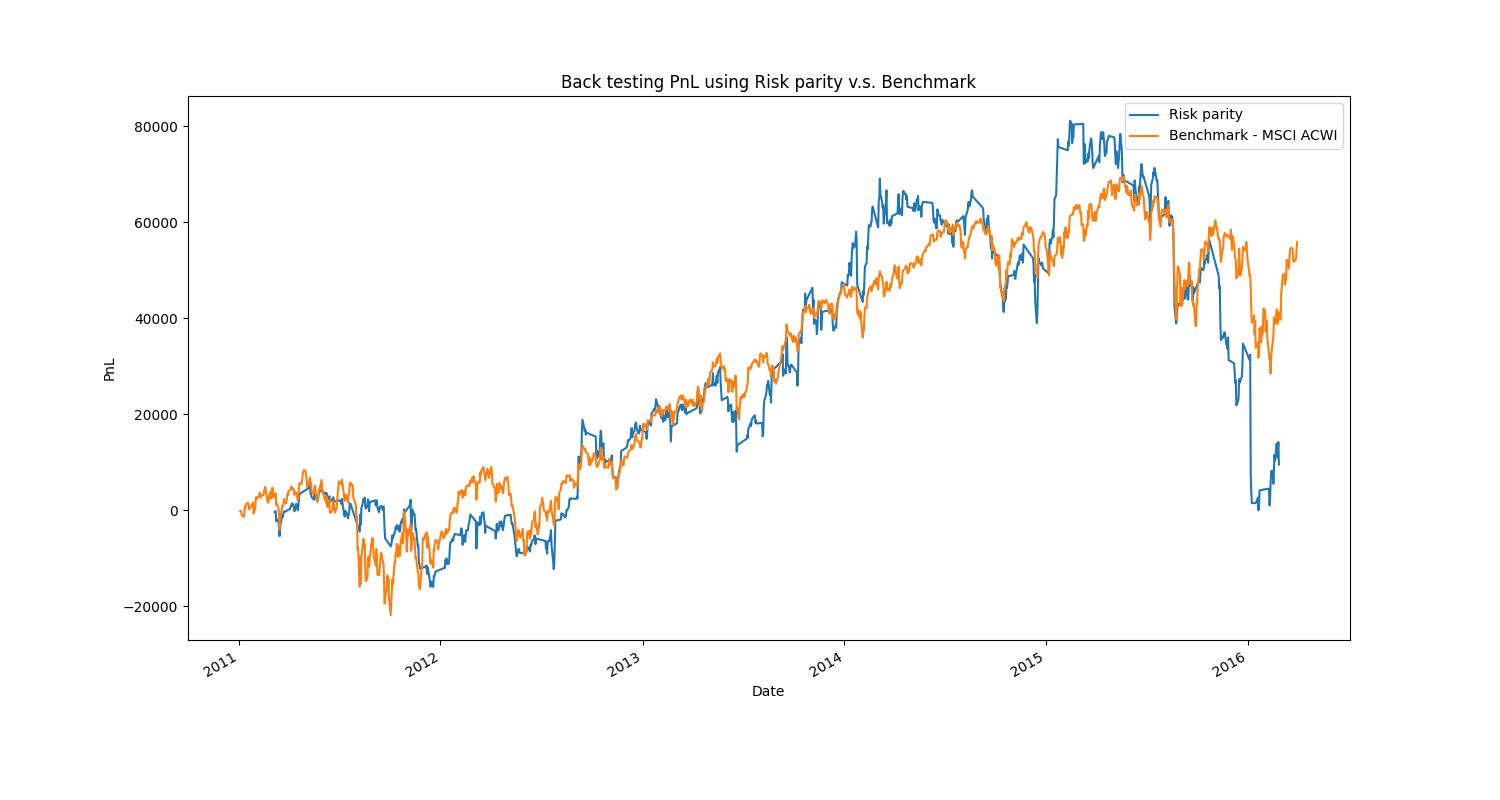 Back testing PnL using Risk parity v.s. Benchmark
Risk parity
Benchmark - MSCI ACWI
PnL
80000
60000
40000
20000
0
−20000
2011
2012
2013
2014
2015
2016
Date